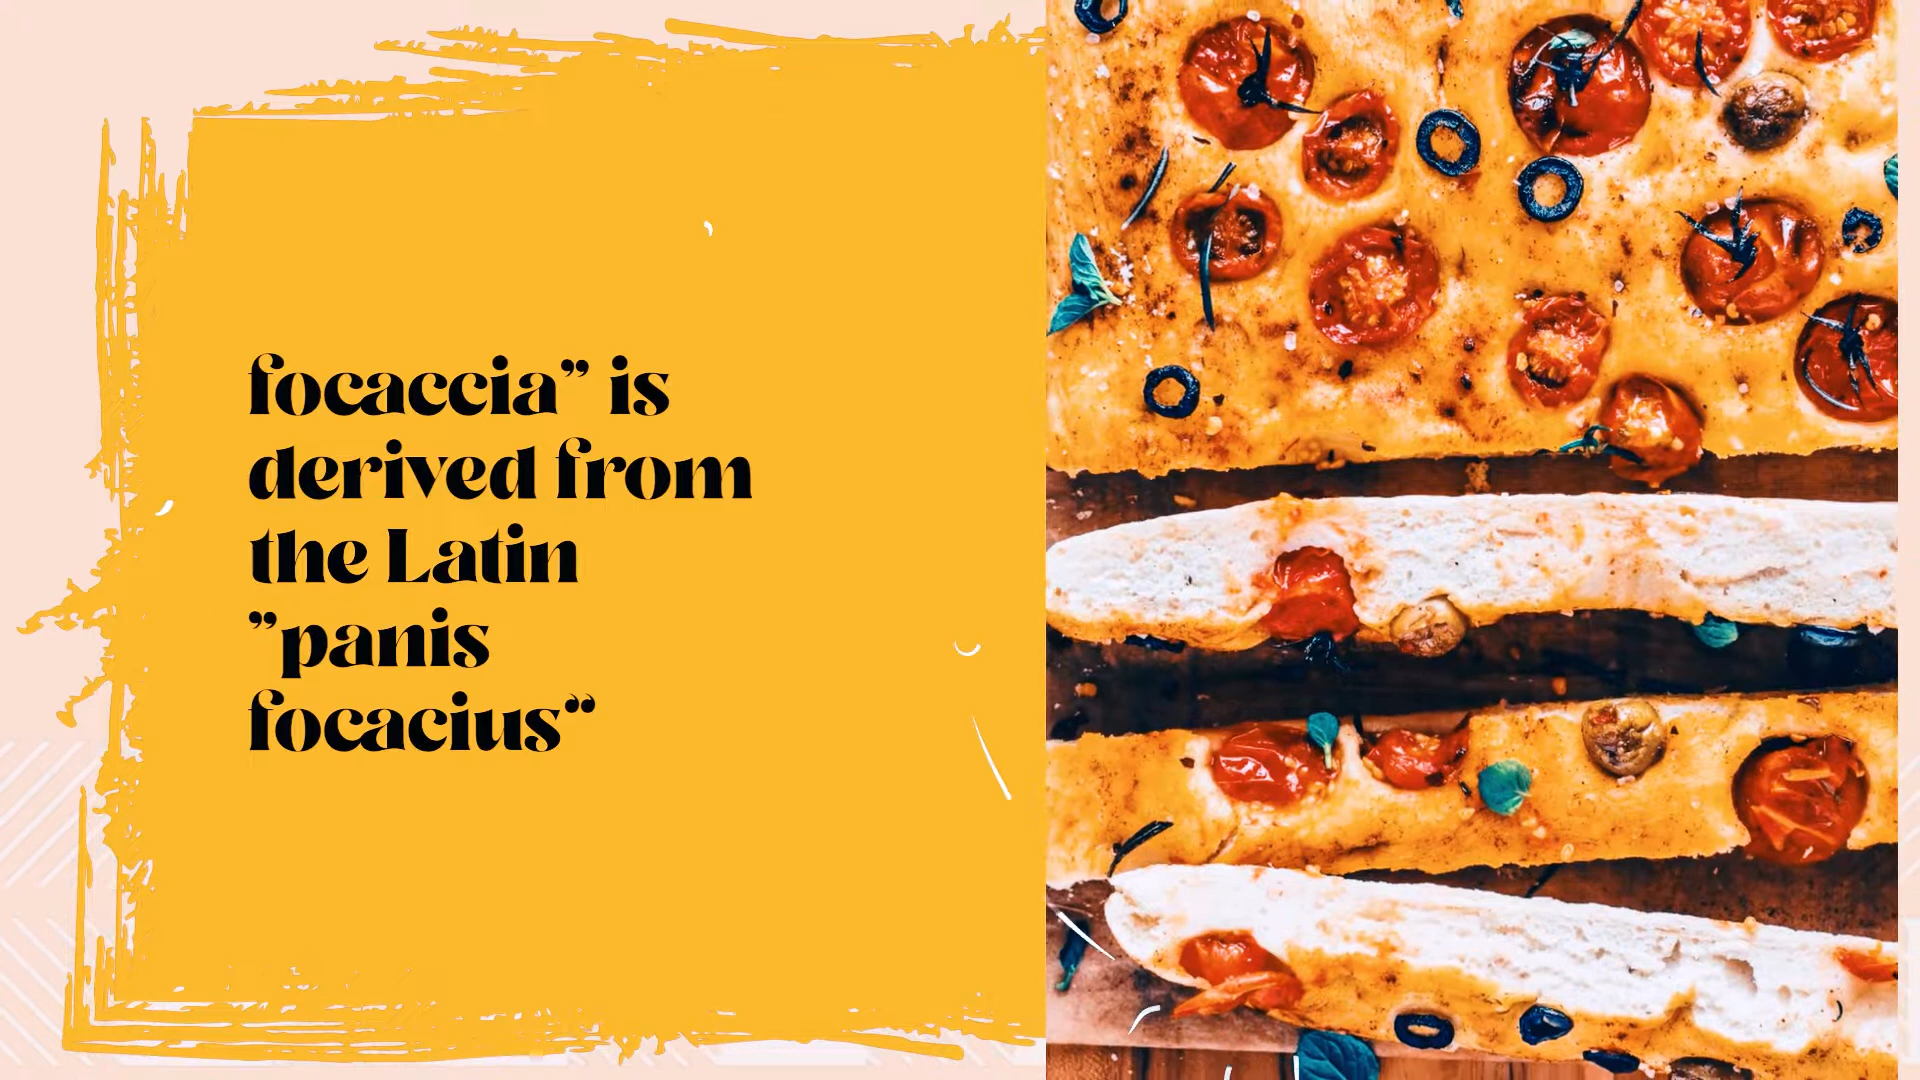 focaccia” is
derived from
the Latin
”panis
focacius“